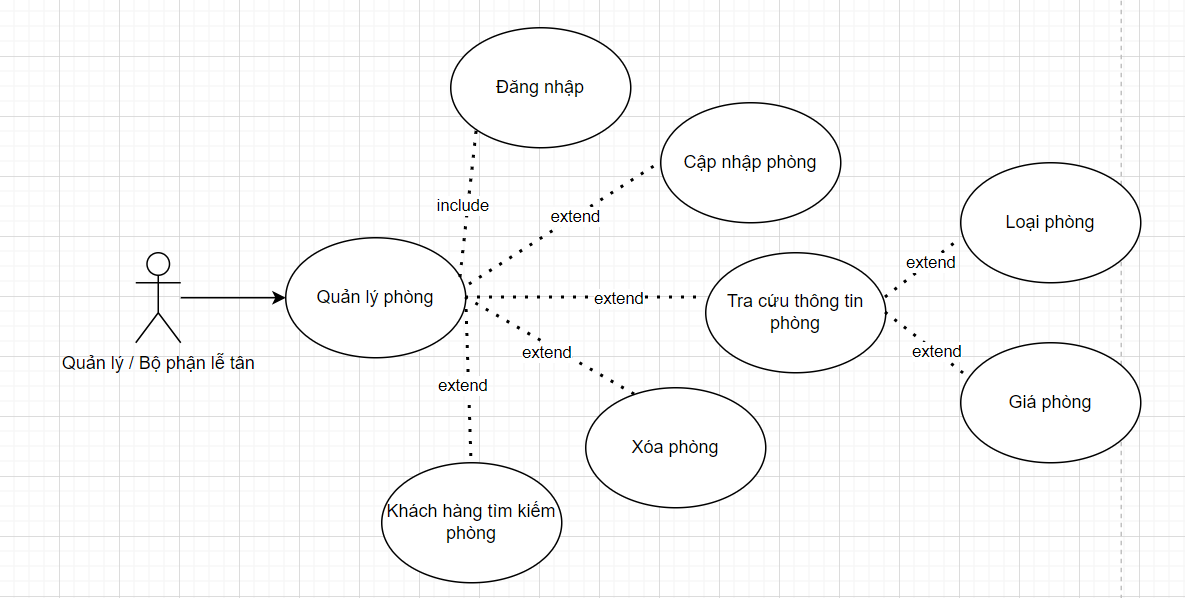 Đăng nhập
Cập nhập phòng
include
extend
Loại phòng
extend
Quản lý phòng
extend
Tra cứu thông tin
phòng
Quản lý / Bộ phận lễ tân
extend
extend
extend
Giá phòng
Xóa phòng
Khách hàng tìm kiếm
phòng